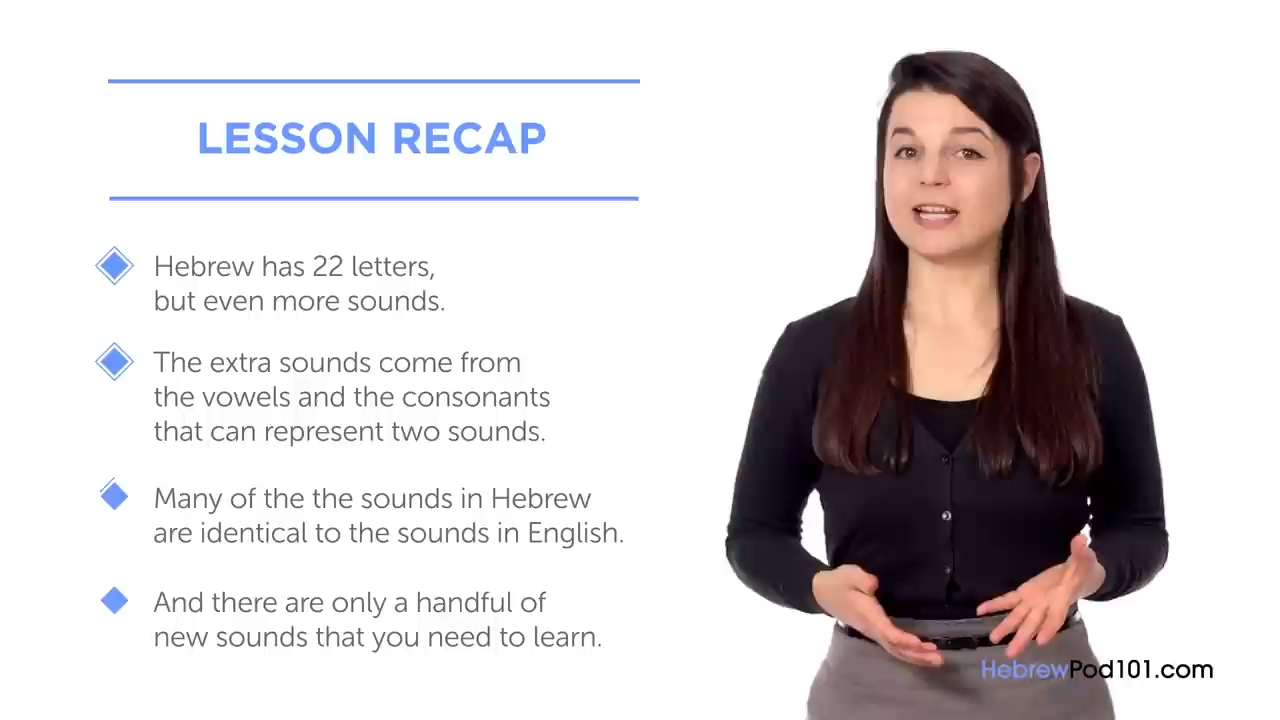 LESSON RECAP
Hebrew has 22 letters,
but even more sounds.
The extra sounds come from
the vowels and the consonants
that can represent two sounds.
Many of the the sounds in Hebrew
are identical to the sounds in English.
And there are only a handful of
new sounds that you need to learn.
HebrewPod101.com